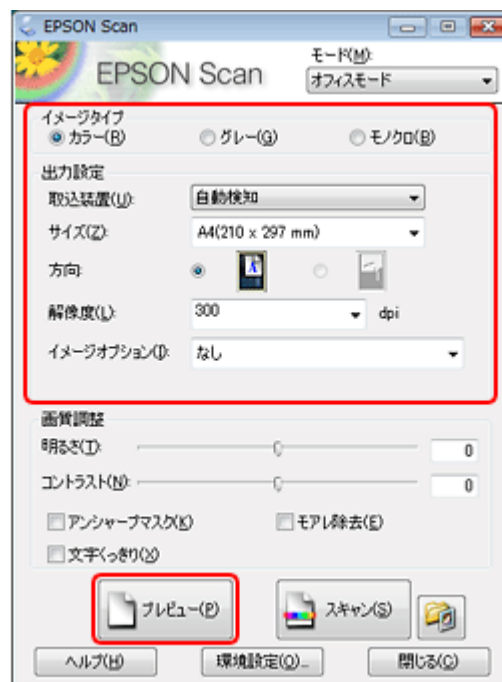 EPSON Scan
EPSON Scan
モード(M):
オフィスモード
イメージタイプ
カラー(R) グレー(G) モノクロ(B)
出力設定
取込装置(U): 自動検知
サイズ(Z): A4(210 x 297 mm)
方向:
解像度(L): 300 dpi
イメージオプション(I): なし
画質調整
明るさ(T): 0
コントラスト(N): 0
アンシャープマスク(K) モアレ除去(E)
文字くっきり(X)
プレビュー(P) スキャン(S)
ヘルプ(H) 環境設定(O)... 閉じる(C)